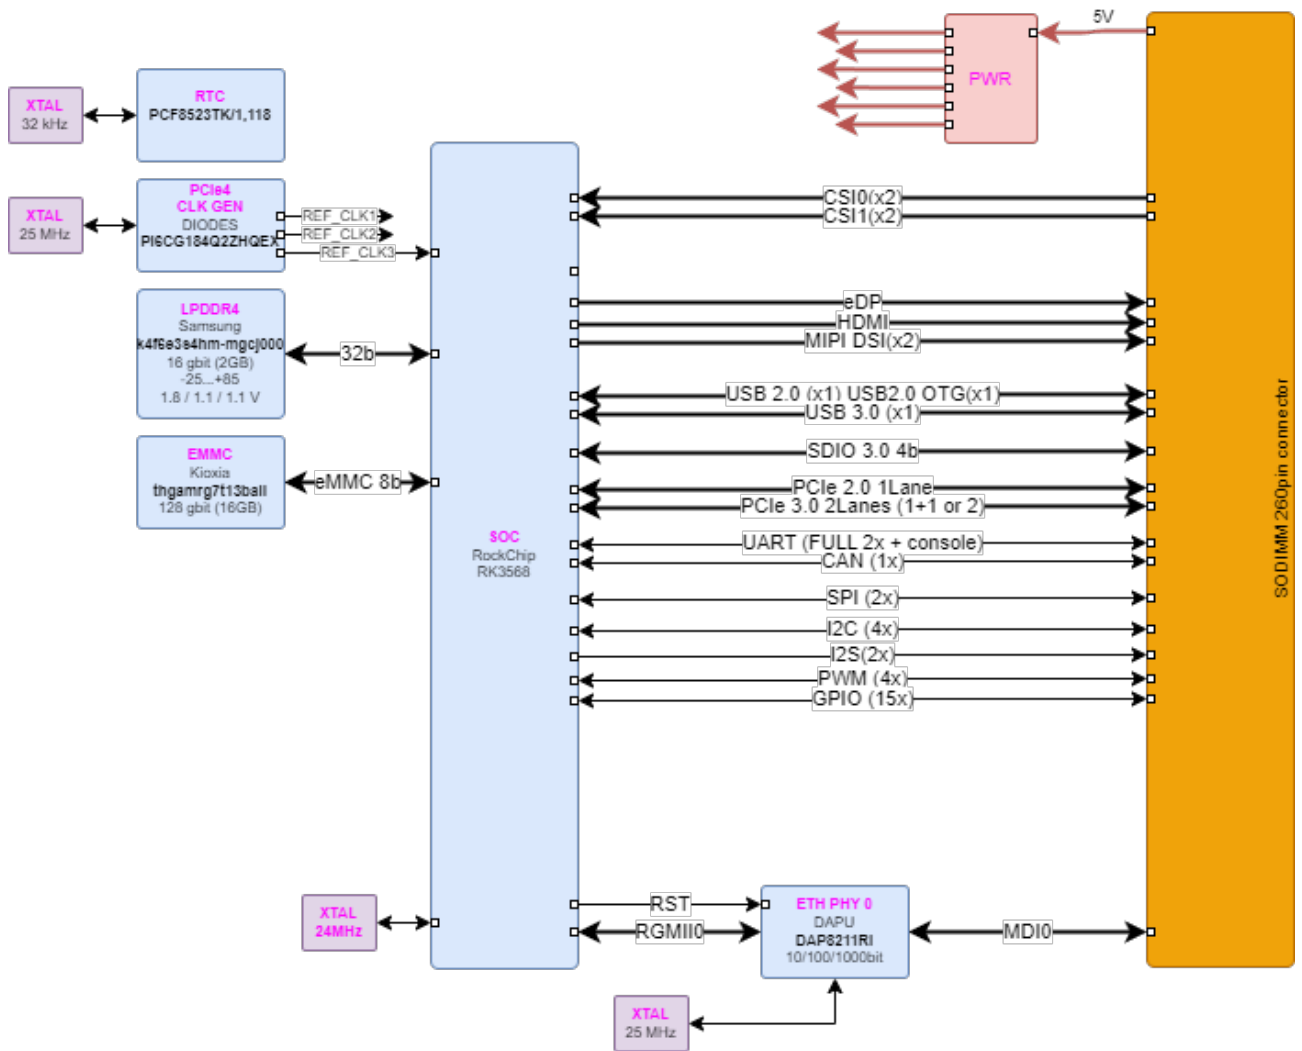 5V
PWR
XTAL
32 kHz
RTC
PCF8523TK/1,118
XTAL
25 MHz
PCIe4
CLK GEN
DIODES
PI6CG184Q2ZHQEX
REF_CLK1
REF_CLK2
REF_CLK3
LPDDR4
Samsung
k4f6e3s4hm-mgcj000
16 gbit (2GB)
-25...+85
1.8 / 1.1 / 1.1 V
32b
EMMC
Kioxia
thgamrg7t13bail
128 gbit (16GB)
eMMC 8b
SOC
RockChip
RK3568
CSI0(x2)
CSI1(x2)
eDP
HDMI
MIPI DSI(x2)
USB 2.0 (x1) USB2.0 OTG(x1)
USB 3.0 (x1)
SDIO 3.0 4b
PCIe 2.0 1Lane
PCIe 3.0 2Lanes (1+1 or 2)
UART (FULL 2x + console)
CAN (1x)
SPI (2x)
I2C (4x)
I2S(2x)
PWM (4x)
GPIO (15x)
SODIMM 260pin connector
XTAL
24MHz
RST
RGMII0
ETH PHY 0
DAPU
DAP8211RI
10/100/1000bit
MDI0
XTAL
25 MHz